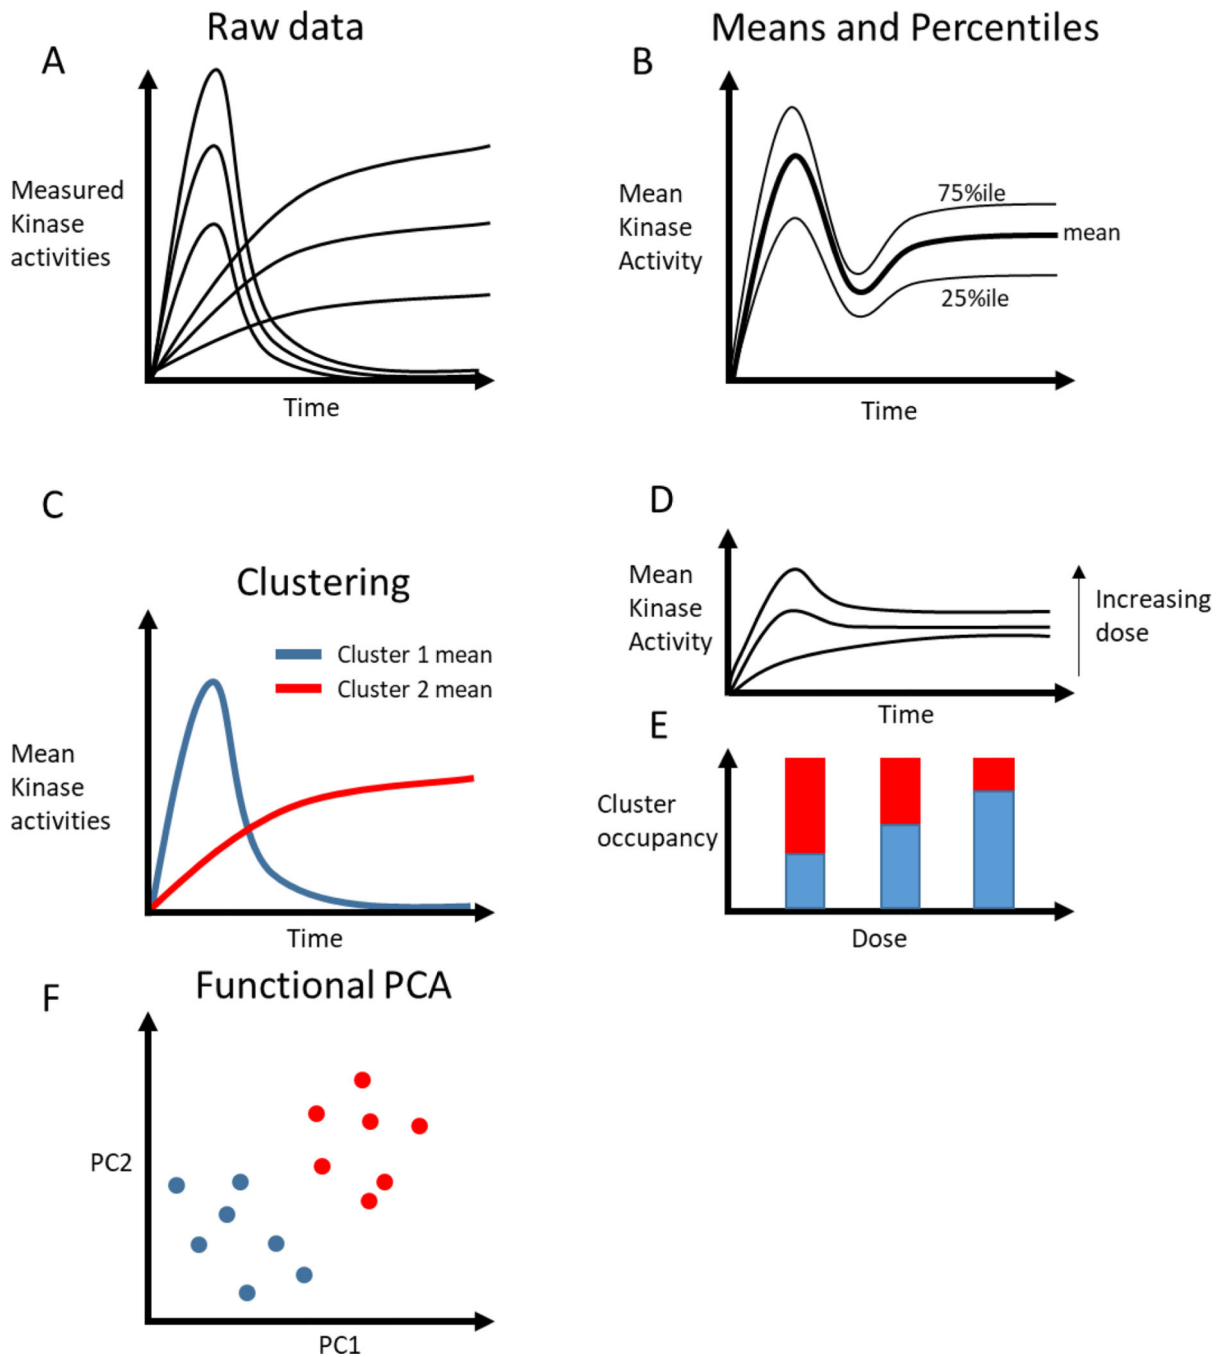 Raw data
A
Measured
Kinase
activities
Time
Means and Percentiles
B
Mean
Kinase
Activity
75%ile
mean
25%ile
Time
C
Clustering
Cluster 1 mean
Cluster 2 mean
Mean
Kinase
activities
Time
D
Mean
Kinase
Activity
Increasing
dose
Time
E
Cluster
occupancy
Dose
F
Functional PCA
PC2
PC1